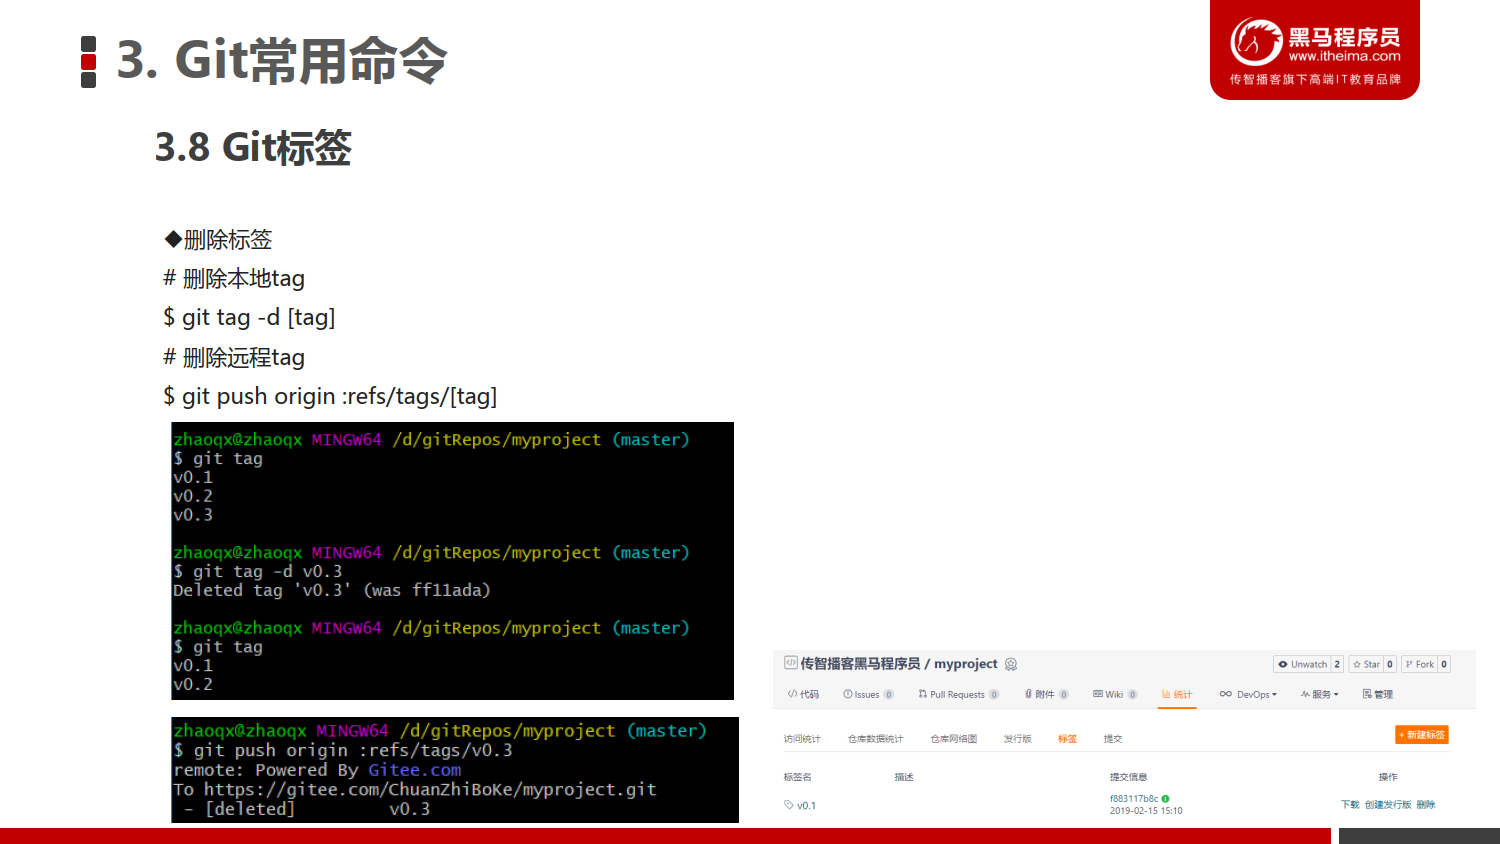 3. Git常用命令
黑马程序员
www.itheima.com
传智播客旗下高端IT教育品牌
3.8 Git标签
◆删除标签
# 删除本地tag
$ git tag -d [tag]
# 删除远程tag
$ git push origin :refs/tags/[tag]
zhaoqx@zhaoqx MINGW64 /d/gitRepos/myproject (master)
$ git tag
v0.1
v0.2
v0.3
zhaoqx@zhaoqx MINGW64 /d/gitRepos/myproject (master)
$ git tag -d v0.3
Deleted tag 'v0.3' (was ff11ada)
zhaoqx@zhaoqx MINGW64 /d/gitRepos/myproject (master)
$ git tag
v0.1
v0.2
zhaoqx@zhaoqx MINGW64 /d/gitRepos/myproject (master)
$ git push origin :refs/tags/v0.3
remote: Powered By Gitee.com
To https://gitee.com/ChuanZhiBoKe/myproject.git
- [deleted] v0.3
传智播客黑马程序员 / myproject Unwatch 2 Star 0 Fork 0
代码 Issues 0 Pull Requests 0 附件 0 Wiki 0 统计 DevOps 服务 管理
访问统计 仓库数据统计 仓库网络图 发行版 标签 提交 + 新建标签
标签名 描述 提交信息 操作
v0.1 f883117b8c 下载 创建发行版 删除
2019-02-15 15:10